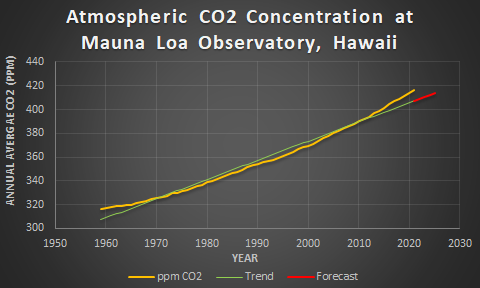 Atmospheric CO2 Concentration at
Mauna Loa Observatory, Hawaii
ANNUAL AVERGAE CO2 (PPM)
440
420
400
380
360
340
320
300
1950 1960 1970 1980 1990 2000 2010 2020 2030
YEAR
ppm CO2 Trend Forecast